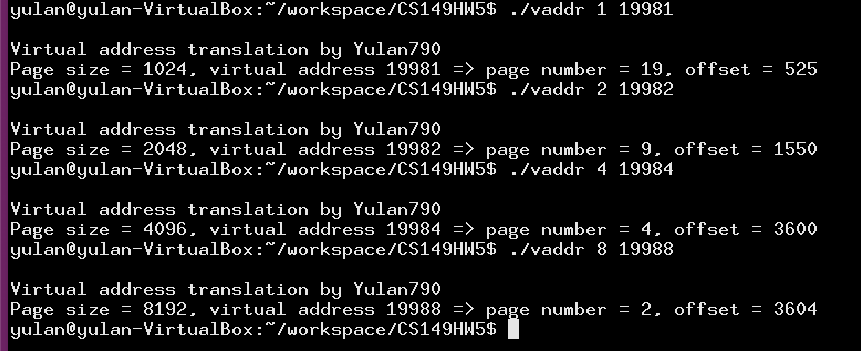 yulan@yulan-VirtualBox:~/workspace/CS149HW5$ ./vaddr 1 19981
Virtual address translation by Yulan790
Page size = 1024, virtual address 19981 => page number = 19, offset = 525
yulan@yulan-VirtualBox:~/workspace/CS149HW5$ ./vaddr 2 19982
Virtual address translation by Yulan790
Page size = 2048, virtual address 19982 => page number = 9, offset = 1550
yulan@yulan-VirtualBox:~/workspace/CS149HW5$ ./vaddr 4 19984
Virtual address translation by Yulan790
Page size = 4096, virtual address 19984 => page number = 4, offset = 3600
yulan@yulan-VirtualBox:~/workspace/CS149HW5$ ./vaddr 8 19988
Virtual address translation by Yulan790
Page size = 8192, virtual address 19988 => page number = 2, offset = 3604
yulan@yulan-VirtualBox:~/workspace/CS149HW5$